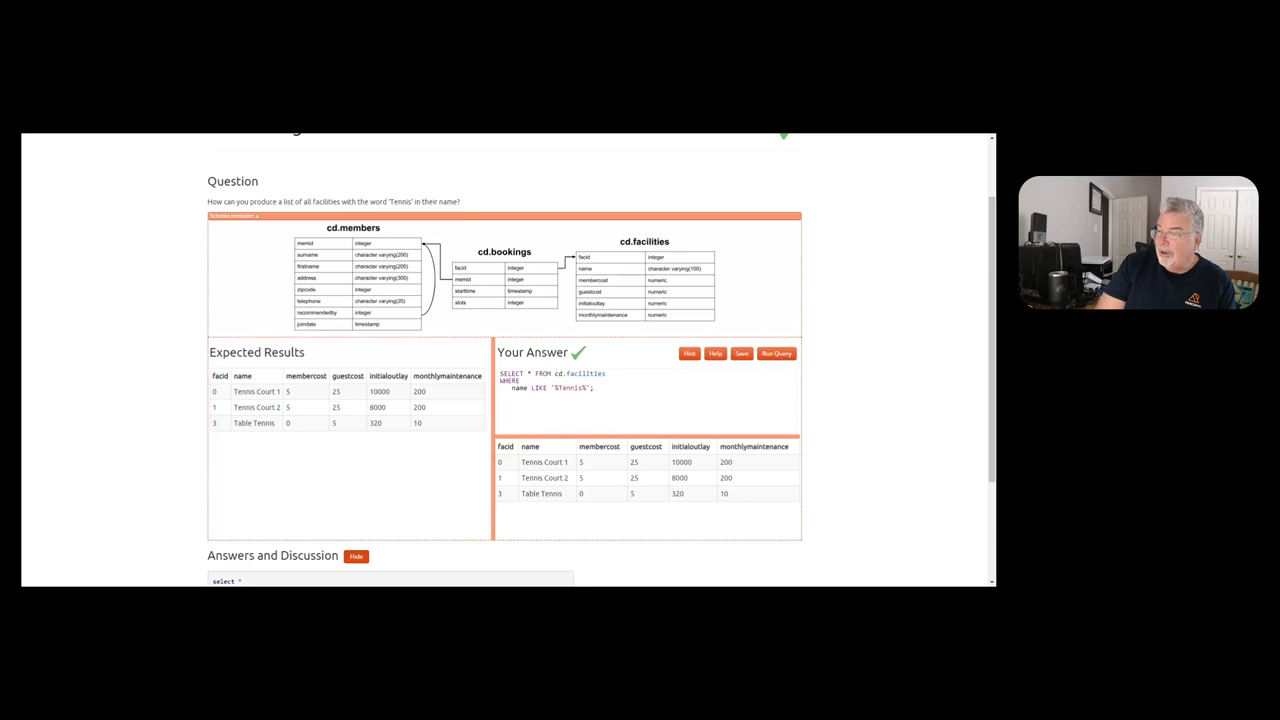 Question
How can you produce a list of all facilities with the word 'Tennis' in their name?
Schema reminder
cd.members
memid integer
surname character varying(200)
firstname character varying(200)
address character varying(300)
zipcode integer
telephone character varying(20)
recommendedby integer
joindate timestamp
cd.bookings
facid integer
memid integer
starttime timestamp
slots integer
cd.facilities
facid integer
name character varying(100)
membercost numeric
guestcost numeric
initialoutlay numeric
monthlymaintenance numeric
Expected Results
facid name membercost guestcost initialoutlay monthlymaintenance
0 Tennis Court 1 5 25 10000 200
1 Tennis Court 2 5 25 8000 200
3 Table Tennis 0 5 320 10
Your Answer
Hint Help Save Run Query
SELECT * FROM cd.facilities
WHERE
name LIKE '%Tennis%';
facid name membercost guestcost initialoutlay monthlymaintenance
0 Tennis Court 1 5 25 10000 200
1 Tennis Court 2 5 25 8000 200
3 Table Tennis 0 5 320 10
Answers and Discussion Hide
select *